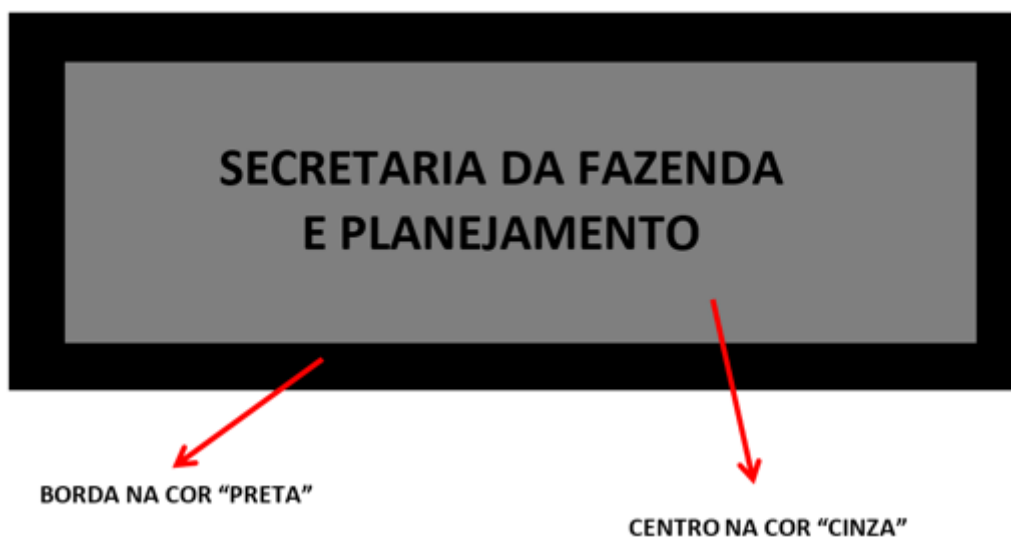 SECRETARIA DA FAZENDA
E PLANEJAMENTO
BORDA NA COR “PRETA”
CENTRO NA COR “CINZA”